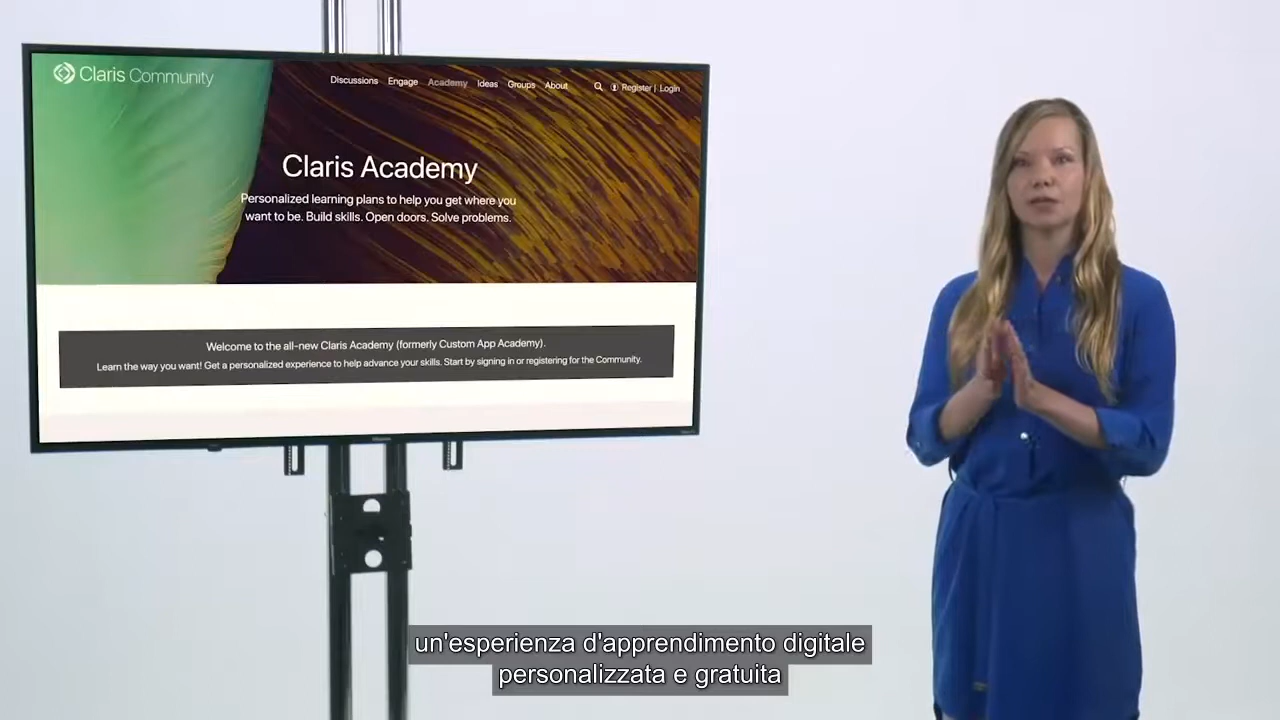 Claris Community
Discussions Engage Academy Ideas Groups About Register | Login
Claris Academy
Personalized learning plans to help you get where you
want to be. Build skills. Open doors. Solve problems.
Welcome to the all-new Claris Academy (formerly Custom App Academy).
Learn the way you want! Get a personalized experience to help advance your skills. Start by signing in or registering for the Community.
un'esperienza d'apprendimento digitale
personalizzata e gratuita